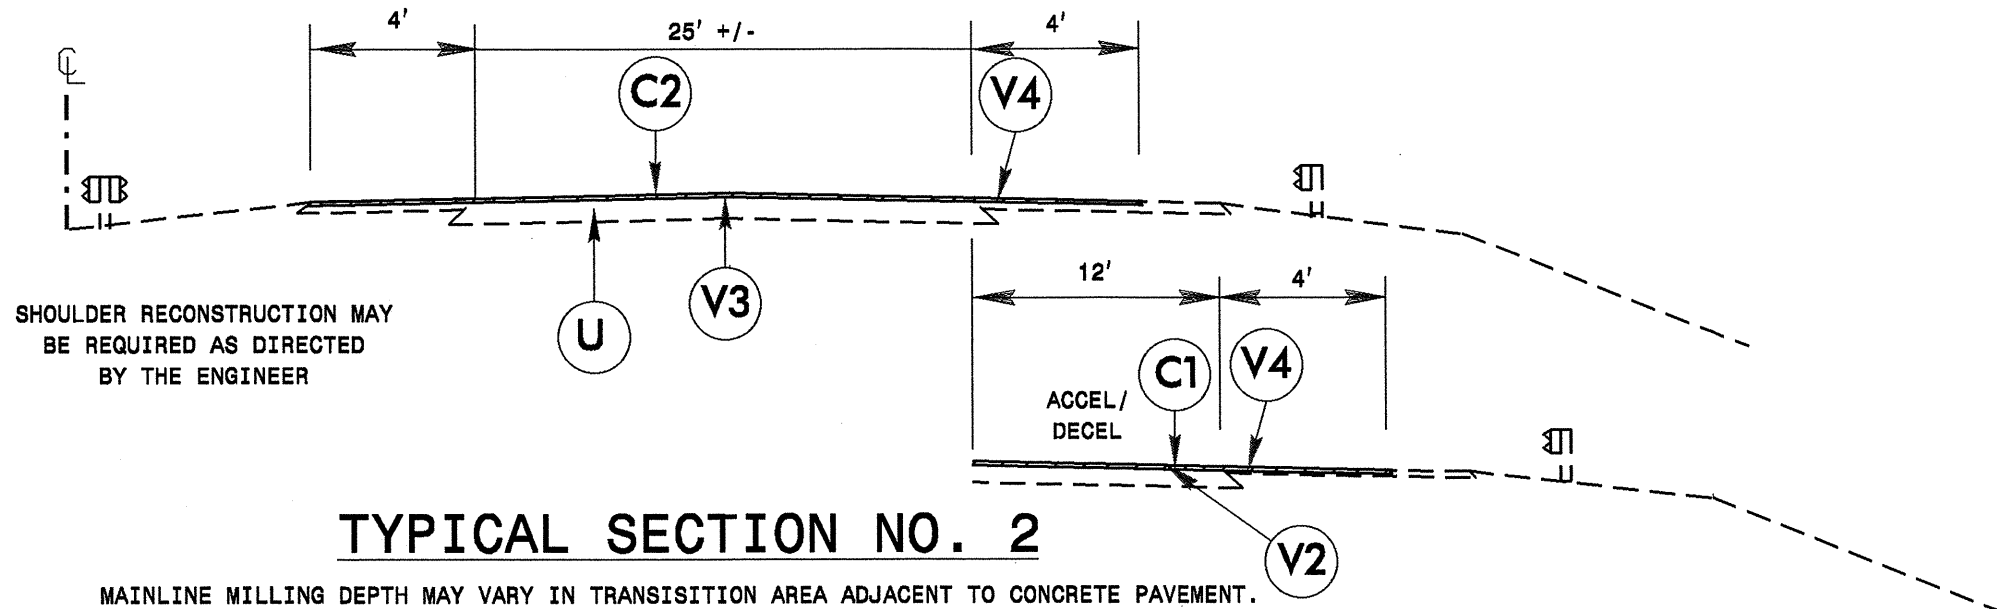 4'
25' +/-
4'
℄
C2
V4
12'
4'
SHOULDER RECONSTRUCTION MAY
BE REQUIRED AS DIRECTED
BY THE ENGINEER
U
V3
C1
V4
ACCEL/
DECEL
TYPICAL SECTION NO. 2
V2
MAINLINE MILLING DEPTH MAY VARY IN TRANSISITION AREA ADJACENT TO CONCRETE PAVEMENT.